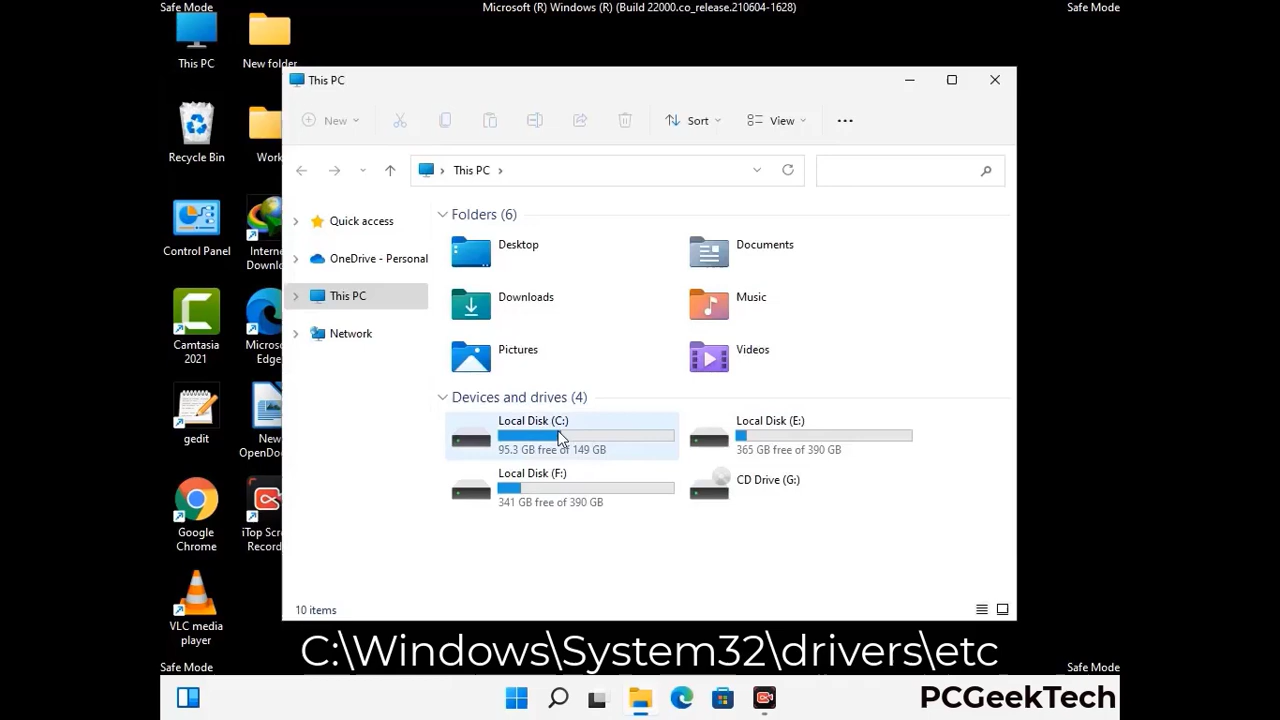 Safe Mode
Microsoft (R) Windows (R) (Build 22000.co_release.210604-1628)
Safe Mode
This PC
New folder
Recycle Bin
Work
Control Panel
Intern
Downlo
Camtasia
2021
Micros
Edge
gedit
New
OpenDo
Google
Chrome
iTop Scr
Record
VLC media
player
This PC
New
Sort
View
This PC
Quick access
OneDrive - Personal
This PC
Network
Folders (6)
Desktop
Documents
Downloads
Music
Pictures
Videos
Devices and drives (4)
Local Disk (C:)
95.3 GB free of 149 GB
Local Disk (E:)
365 GB free of 390 GB
Local Disk (F:)
341 GB free of 390 GB
CD Drive (G:)
10 items
C:\Windows\System32\drivers\etc
Safe Mode
Safe Mode
PCGeekTech